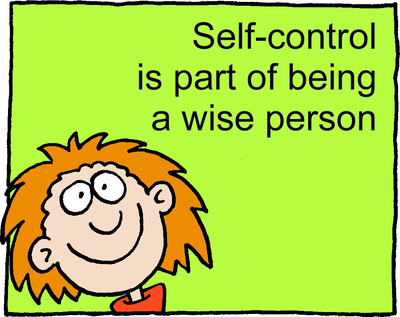 Self-control
is part of being
a wise person